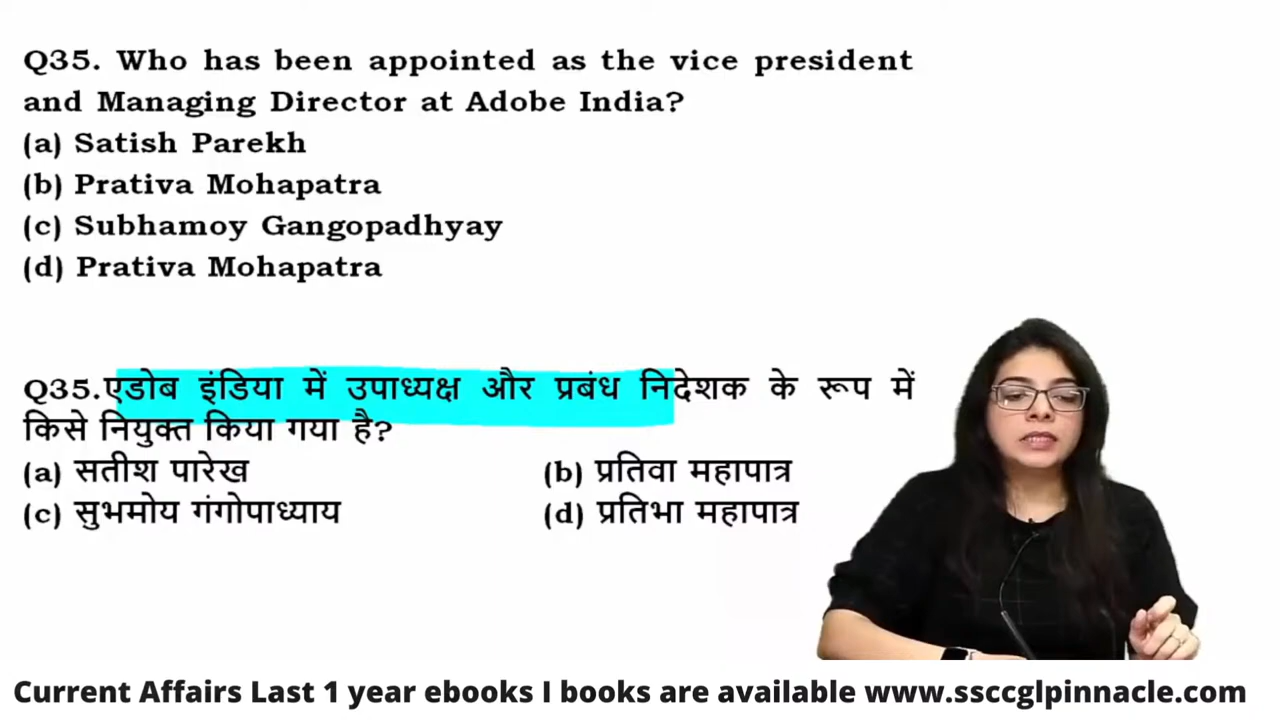 Q35. Who has been appointed as the vice president
and Managing Director at Adobe India?
(a) Satish Parekh
(b) Prativa Mohapatra
(c) Subhamoy Gangopadhyay
(d) Prativa Mohapatra
Q35.एडोब इंडिया में उपाध्यक्ष और प्रबंध निदेशक के रूप में
किसे नियुक्त किया गया है?
(a) सतीश पारेख (b) प्रतिवा महापात्र
(c) सुभमोय गंगोपाध्याय (d) प्रतिभा महापात्र
Current Affairs Last 1 year ebooks I books are available www.ssccglpinnacle.com